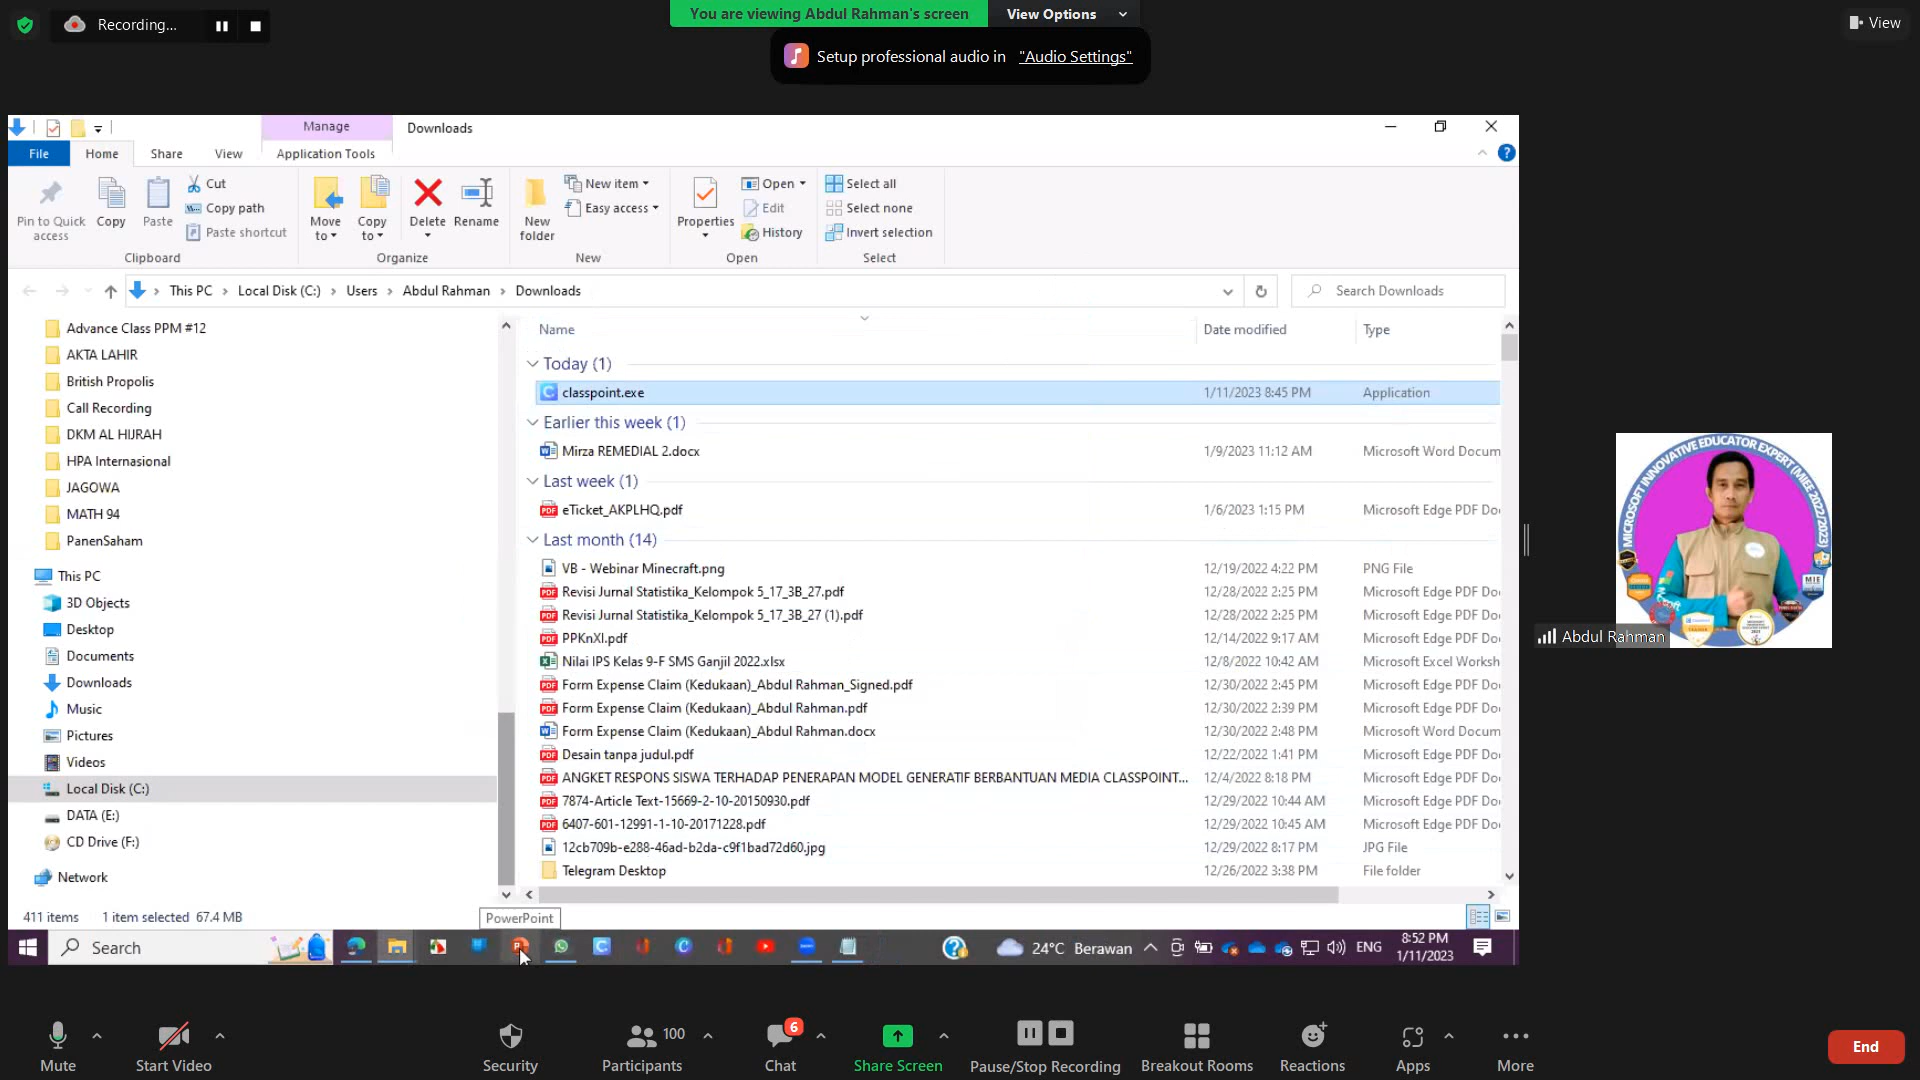 Recording...
You are viewing Abdul Rahman's screen View Options
View
Setup professional audio in "Audio Settings"
Manage Downloads
File Home Share View Application Tools
Pin to Quick access
Copy
Paste
Cut
Copy path
Paste shortcut
Clipboard
Move to
Copy to
Delete
Rename
Organize
New folder
New item
Easy access
New
Properties
Open
Edit
History
Open
Select all
Select none
Invert selection
Select
This PC Local Disk (C:) Users Abdul Rahman Downloads
Search Downloads
Advance Class PPM #12
AKTA LAHIR
British Propolis
Call Recording
DKM AL HIJRAH
HPA Internasional
JAGOWA
MATH 94
PanenSaham
This PC
3D Objects
Desktop
Documents
Downloads
Music
Pictures
Videos
Local Disk (C:)
DATA (E:)
CD Drive (F:)
Network
Name Date modified Type
Today (1)
classpoint.exe 1/11/2023 8:45 PM Application
Earlier this week (1)
Mirza REMEDIAL 2.docx 1/9/2023 11:12 AM Microsoft Word Docum
Last week (1)
eTicket_AKPLHQ.pdf 1/6/2023 1:15 PM Microsoft Edge PDF Do
Last month (14)
VB - Webinar Minecraft.png 12/19/2022 4:22 PM PNG File
Revisi Jurnal Statistika_Kelompok 5_17_3B_27.pdf 12/28/2022 2:25 PM Microsoft Edge PDF Do
Revisi Jurnal Statistika_Kelompok 5_17_3B_27 (1).pdf 12/28/2022 2:25 PM Microsoft Edge PDF Do
PPKnXI.pdf 12/14/2022 9:17 AM Microsoft Edge PDF Do
Nilai IPS Kelas 9-F SMS Ganjil 2022.xlsx 12/8/2022 10:42 AM Microsoft Excel Worksh
Form Expense Claim (Kedukaan)_Abdul Rahman_Signed.pdf 12/30/2022 2:45 PM Microsoft Edge PDF Do
Form Expense Claim (Kedukaan)_Abdul Rahman.pdf 12/30/2022 2:39 PM Microsoft Edge PDF Do
Form Expense Claim (Kedukaan)_Abdul Rahman.docx 12/30/2022 2:48 PM Microsoft Word Docum
Desain tanpa judul.pdf 12/22/2022 1:41 PM Microsoft Edge PDF Do
ANGKET RESPONS SISWA TERHADAP PENERAPAN MODEL GENERATIF BERBANTUAN MEDIA CLASSPOINT... 12/4/2022 8:18 PM Microsoft Edge PDF Do
7874-Article Text-15669-2-10-20150930.pdf 12/29/2022 10:44 AM Microsoft Edge PDF Do
6407-601-12991-1-10-20171228.pdf 12/29/2022 10:45 AM Microsoft Edge PDF Do
12cb709b-e288-46ad-b2da-c9f1bad72d60.jpg 12/29/2022 8:17 PM JPG File
Telegram Desktop 12/26/2022 3:38 PM File folder
411 items 1 item selected 67.4 MB
PowerPoint
Search
24°C Berawan
ENG
8:52 PM
1/11/2023
MICROSOFT INNOVATIVE EDUCATOR EXPERT (MIEE 2022/2023)
MIE
Abdul Rahman
Mute
Start Video
Security
Participants 100
Chat 6
Share Screen
Pause/Stop Recording
Breakout Rooms
Reactions
Apps
More
End